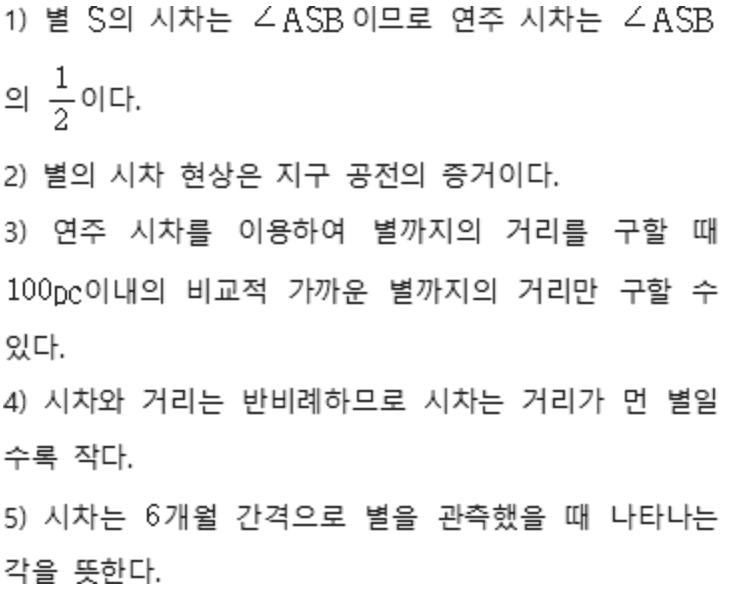 1) 별 S의 시차는 ∠ASB이므로 연주 시차는 ∠ASB
의 1/2이다.
2) 별의 시차 현상은 지구 공전의 증거이다.
3) 연주 시차를 이용하여 별까지의 거리를 구할 때
100pc이내의 비교적 가까운 별까지의 거리만 구할 수
있다.
4) 시차와 거리는 반비례하므로 시차는 거리가 먼 별일
수록 작다.
5) 시차는 6개월 간격으로 별을 관측했을 때 나타나는
각을 뜻한다.